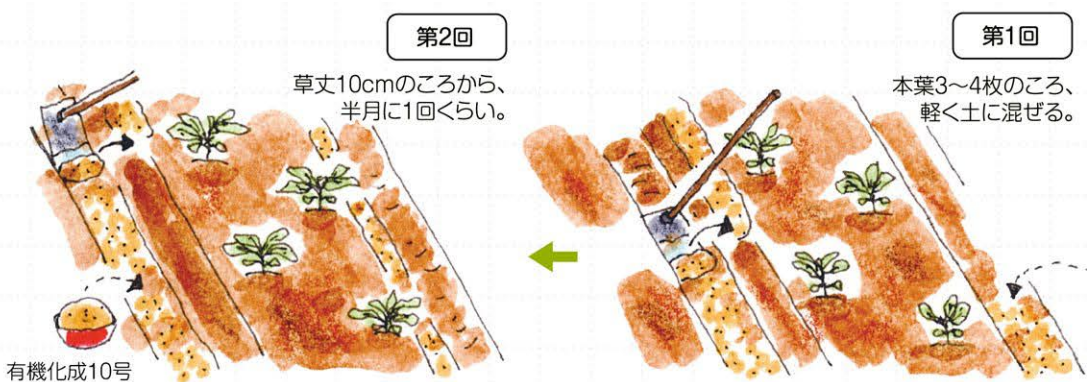 第1回
本葉3〜4枚のころ、
軽く土に混ぜる。
第2回
草丈10cmのころから、
半月に1回くらい。
有機化成10号